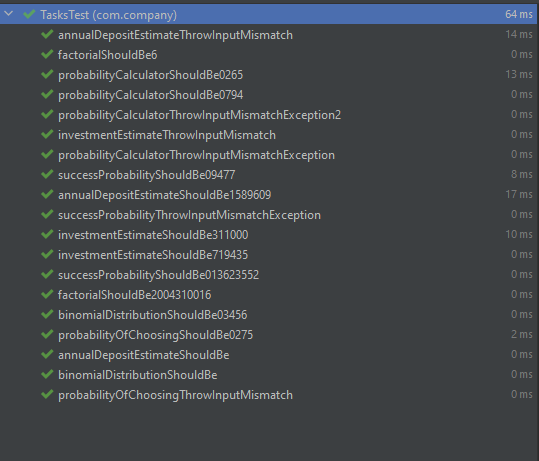 TasksTest (com.company) 64 ms
annualDepositEstimateThrowInputMismatch 14 ms
factorialShouldBe6 0 ms
probabilityCalculatorShouldBe0265 13 ms
probabilityCalculatorShouldBe0794 0 ms
probabilityCalculatorThrowInputMismatchException2 0 ms
investmentEstimateThrowInputMismatch 0 ms
probabilityCalculatorThrowInputMismatchException 0 ms
successProbabilityShouldBe09477 8 ms
annualDepositEstimateShouldBe1589609 17 ms
successProbabilityThrowInputMismatchException 0 ms
investmentEstimateShouldBe311000 10 ms
investmentEstimateShouldBe719435 0 ms
successProbabilityShouldBe013623552 0 ms
factorialShouldBe2004310016 0 ms
binomialDistributionShouldBe03456 0 ms
probabilityOfChoosingShouldBe0275 2 ms
annualDepositEstimateShouldBe 0 ms
binomialDistributionShouldBe 0 ms
probabilityOfChoosingThrowInputMismatch 0 ms